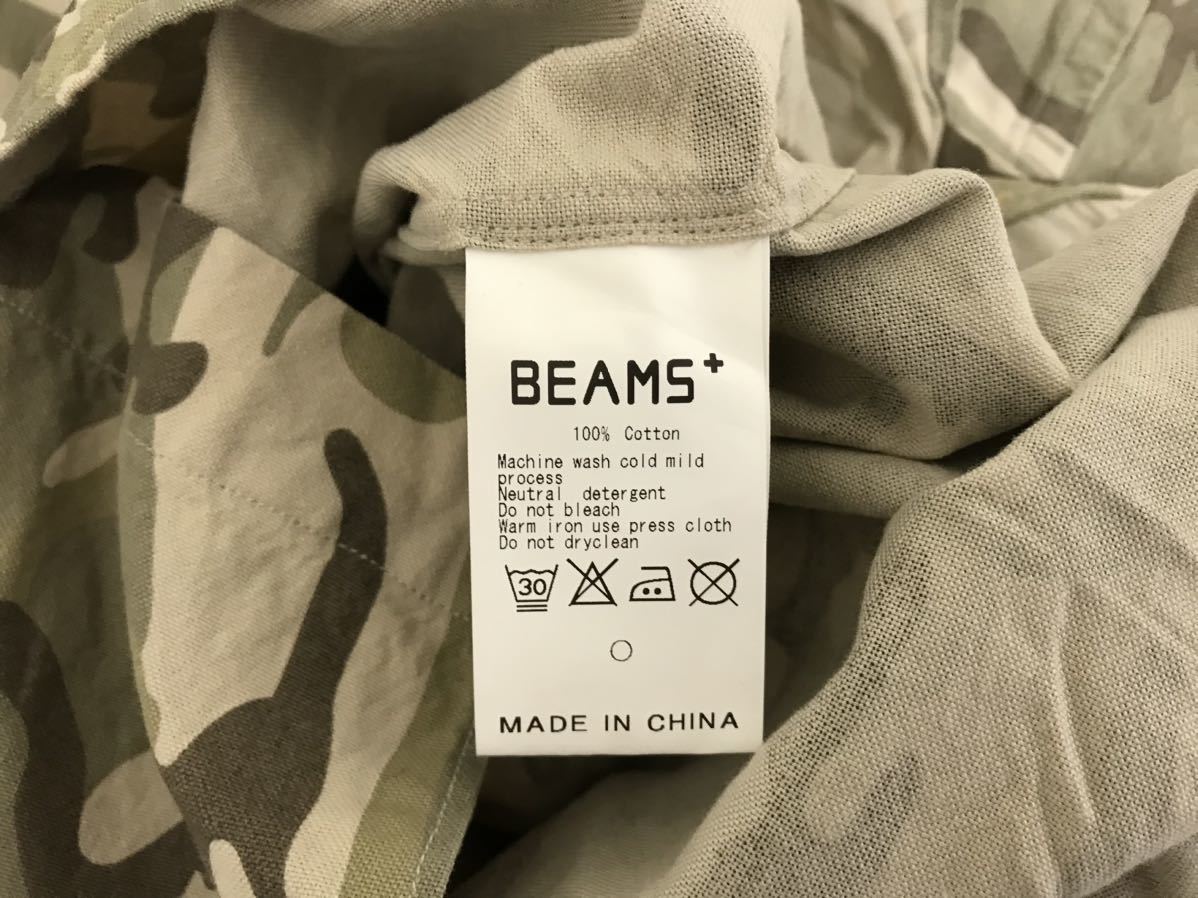 BEAMS+
100% Cotton
Machine wash cold mild
process
Neutral detergent
Do not bleach
Warm iron use press cloth
Do not dryclean
30
MADE IN CHINA